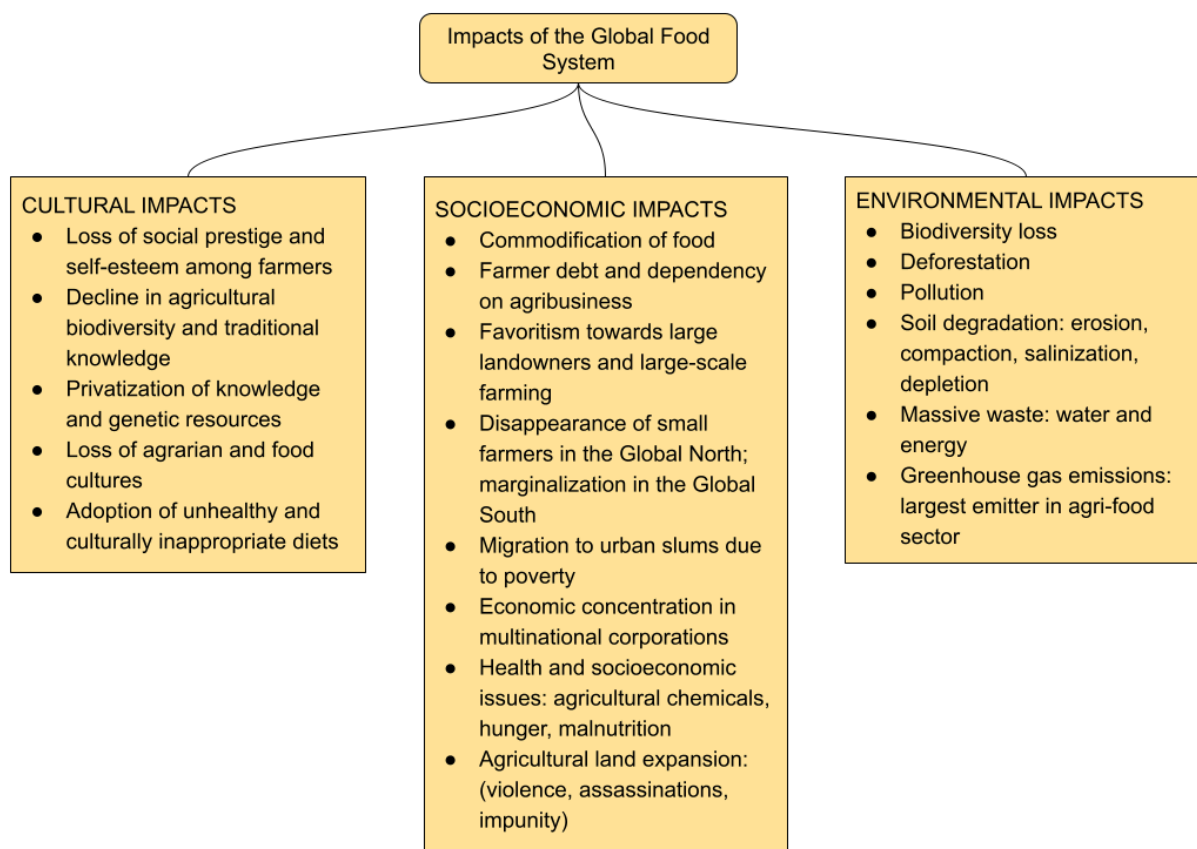 Impacts of the Global Food
System
CULTURAL IMPACTS
● Loss of social prestige and
self-esteem among farmers
● Decline in agricultural
biodiversity and traditional
knowledge
● Privatization of knowledge
and genetic resources
● Loss of agrarian and food
cultures
● Adoption of unhealthy and
culturally inappropriate diets
SOCIOECONOMIC IMPACTS
● Commodification of food
● Farmer debt and dependency
on agribusiness
● Favoritism towards large
landowners and large-scale
farming
● Disappearance of small
farmers in the Global North;
marginalization in the Global
South
● Migration to urban slums due
to poverty
● Economic concentration in
multinational corporations
● Health and socioeconomic
issues: agricultural chemicals,
hunger, malnutrition
● Agricultural land expansion:
(violence, assassinations,
impunity)
ENVIRONMENTAL IMPACTS
● Biodiversity loss
● Deforestation
● Pollution
● Soil degradation: erosion,
compaction, salinization,
depletion
● Massive waste: water and
energy
● Greenhouse gas emissions:
largest emitter in agri-food
sector